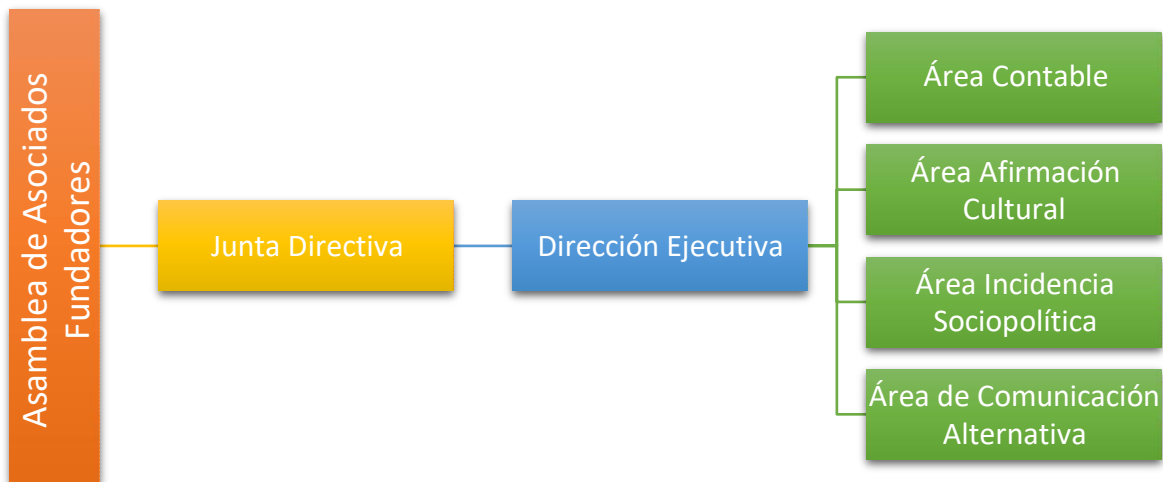 Asamblea de Asociados
Fundadores
Junta Directiva
Dirección Ejecutiva
Área Contable
Área Afirmación
Cultural
Área Incidencia
Sociopolítica
Área de Comunicación
Alternativa